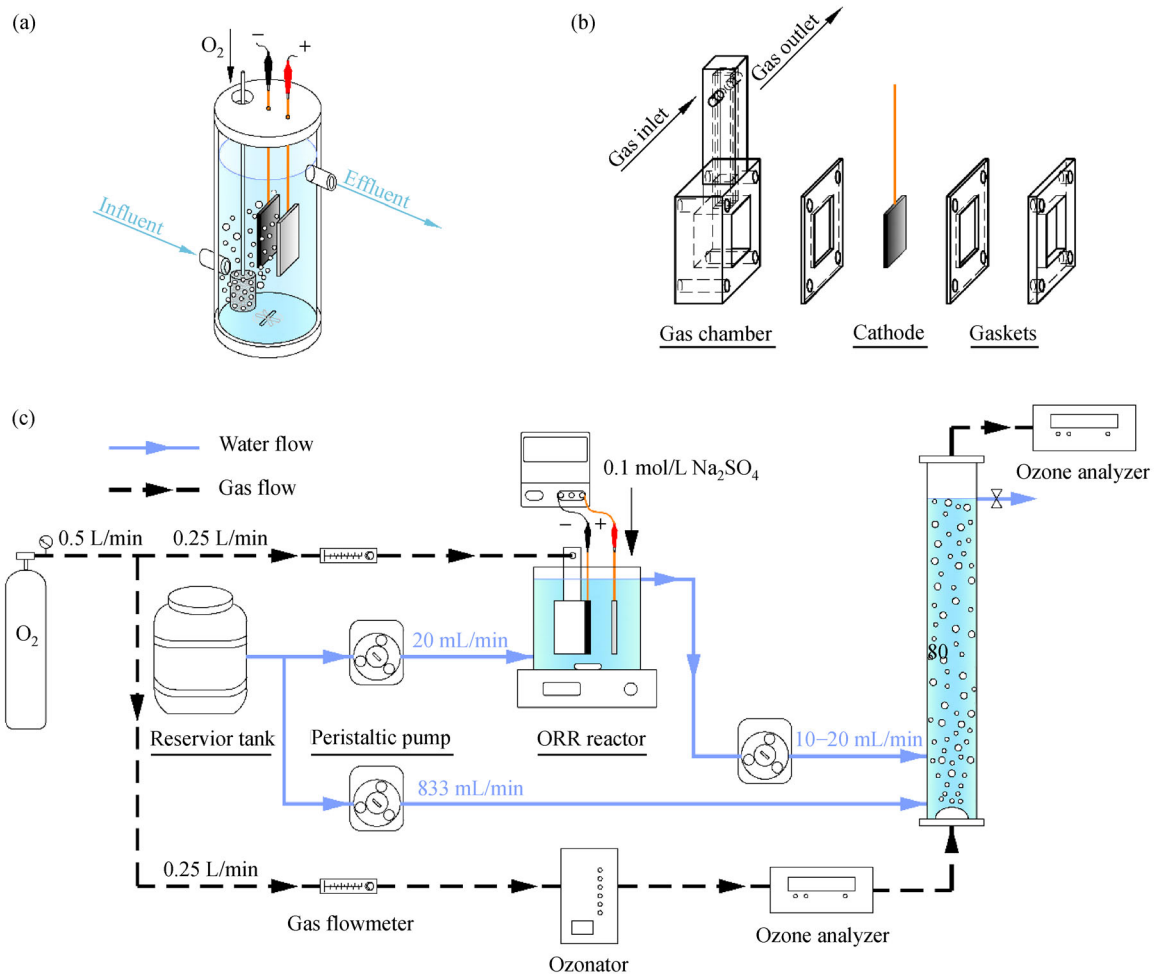 (a)
O₂
−
+
Influent
Effluent
(b)
Gas inlet
Gas outlet
Gas chamber
Cathode
Gaskets
(c)
Water flow
Gas flow
0.5 L/min
0.25 L/min
O₂
Reservior tank
Peristaltic pump
20 mL/min
833 mL/min
−
+
0.1 mol/L Na₂SO₄
ORR reactor
10−20 mL/min
80
Ozone analyzer
0.25 L/min
Gas flowmeter
Ozonator
Ozone analyzer